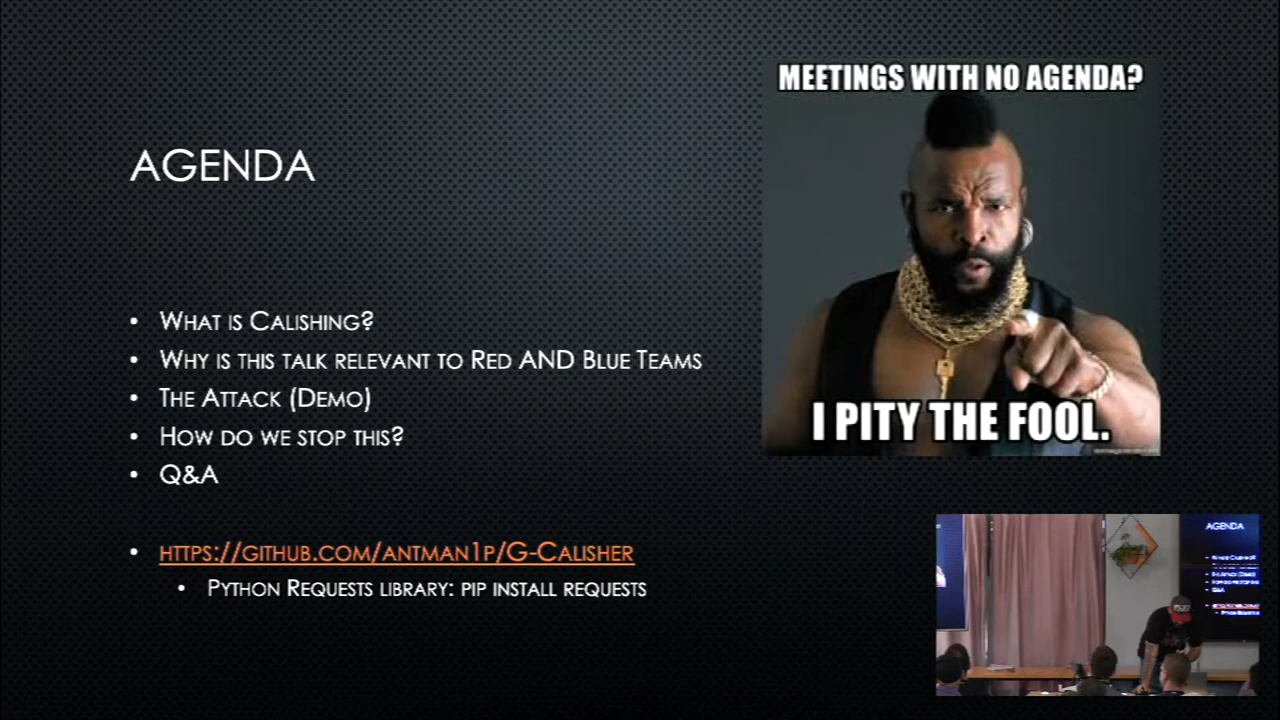 MEETINGS WITH NO AGENDA?
AGENDA
I PITY THE FOOL.
• WHAT IS CALISHING?
• WHY IS THIS TALK RELEVANT TO RED AND BLUE TEAMS
• THE ATTACK (DEMO)
• HOW DO WE STOP THIS?
• Q&A
• HTTPS://GITHUB.COM/ANTMAN1P/G-CALISHER
• PYTHON REQUESTS LIBRARY: PIP INSTALL REQUESTS
AGENDA
Q&A